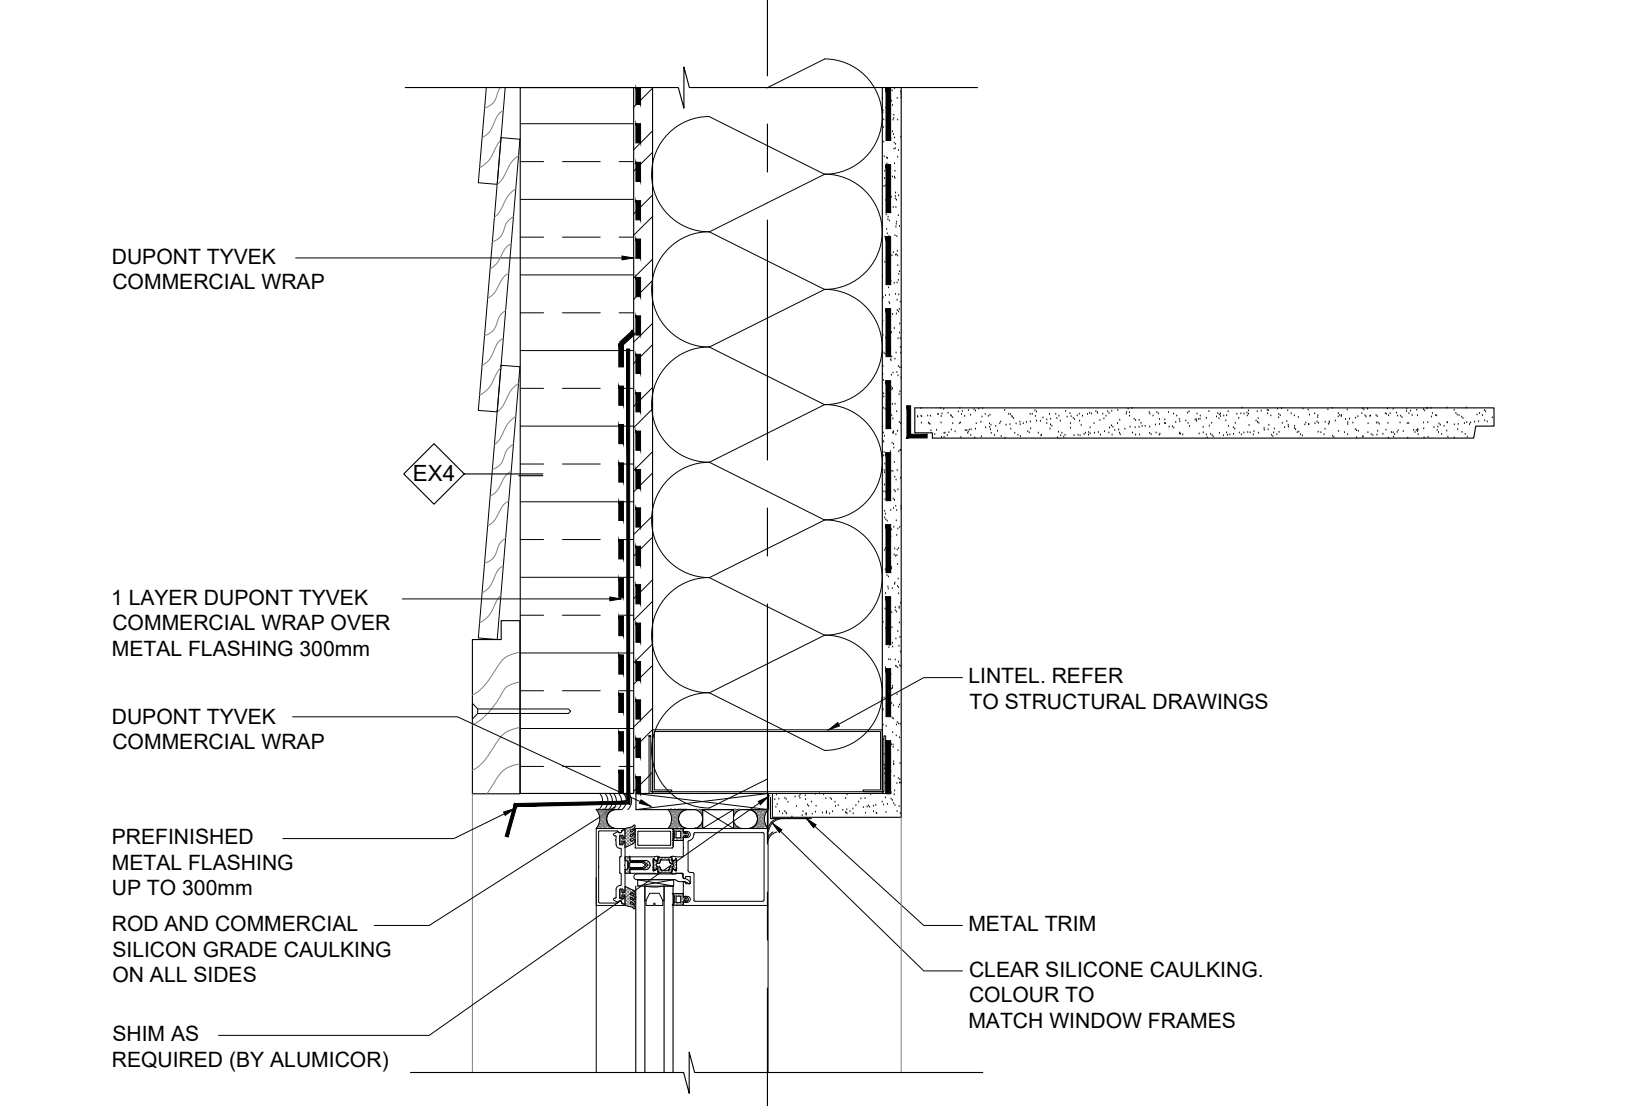 DUPONT TYVEK
COMMERCIAL WRAP
EX4
1 LAYER DUPONT TYVEK
COMMERCIAL WRAP OVER
METAL FLASHING 300mm
DUPONT TYVEK
COMMERCIAL WRAP
PREFINISHED
METAL FLASHING
UP TO 300mm
ROD AND COMMERCIAL
SILICON GRADE CAULKING
ON ALL SIDES
SHIM AS
REQUIRED (BY ALUMICOR)
LINTEL. REFER
TO STRUCTURAL DRAWINGS
METAL TRIM
CLEAR SILICONE CAULKING.
COLOUR TO
MATCH WINDOW FRAMES